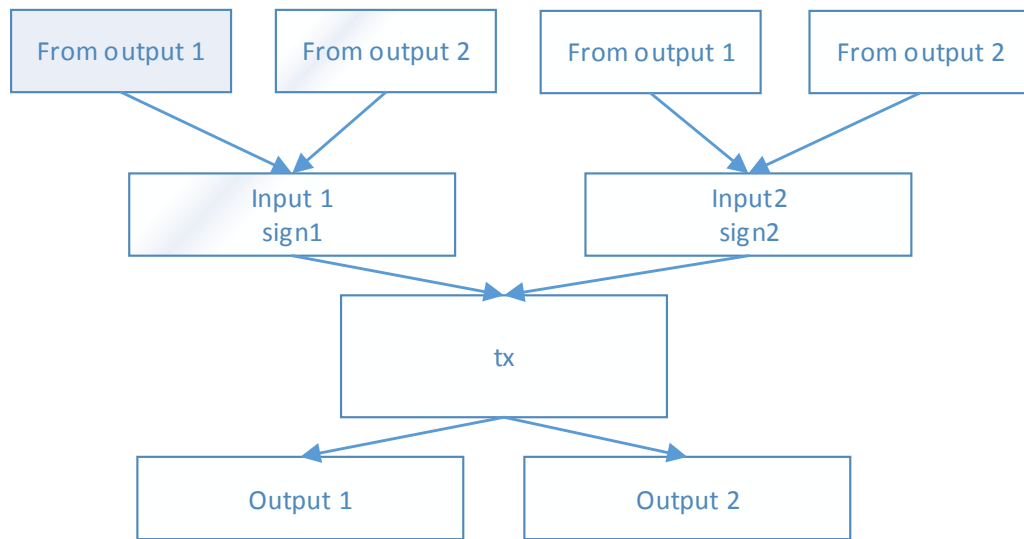 From output 1
From output 2
From output 1
From output 2
Input 1
sign1
Input2
sign2
tx
Output 1
Output 2